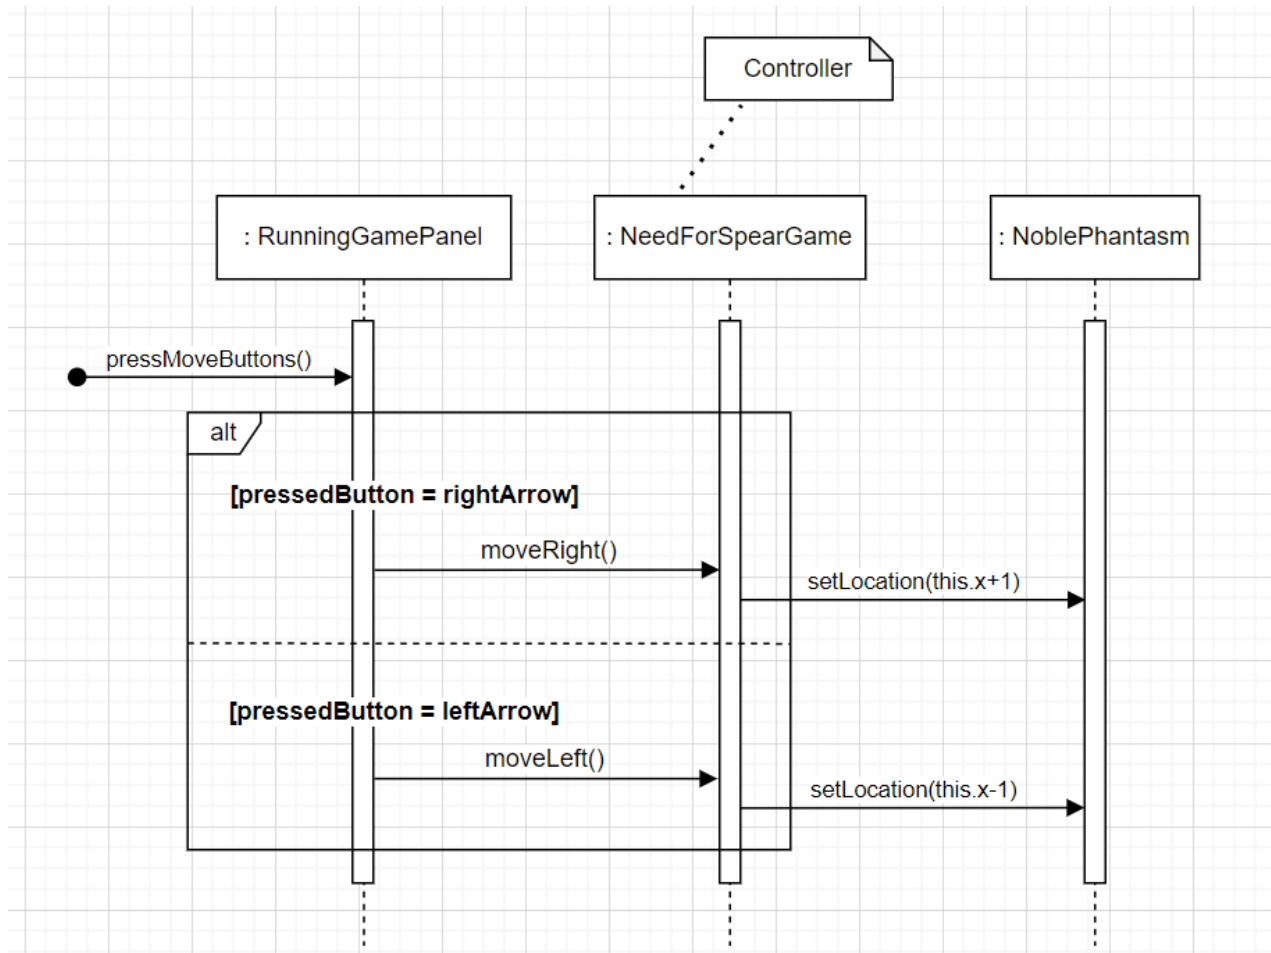 Controller
: RunningGamePanel
: NeedForSpearGame
: NoblePhantasm
pressMoveButtons()
alt
[pressedButton = rightArrow]
moveRight()
setLocation(this.x+1)
[pressedButton = leftArrow]
moveLeft()
setLocation(this.x-1)